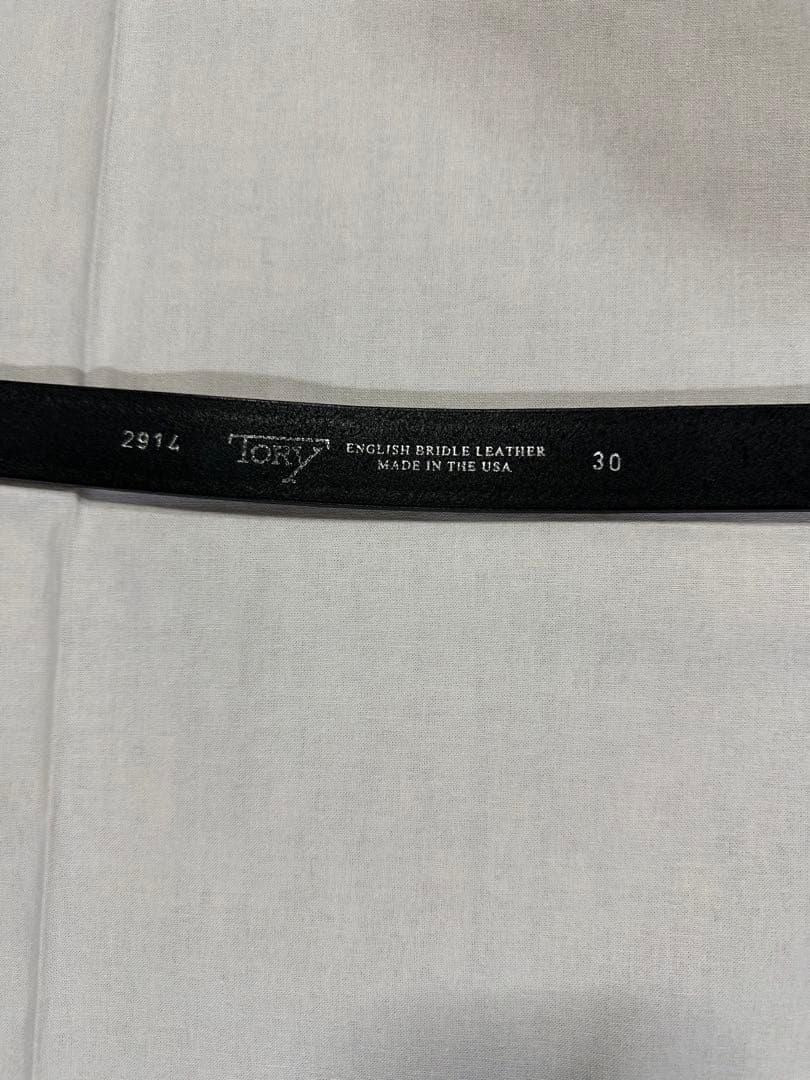 2914
TORY
ENGLISH BRIDLE LEATHER
MADE IN THE USA
30